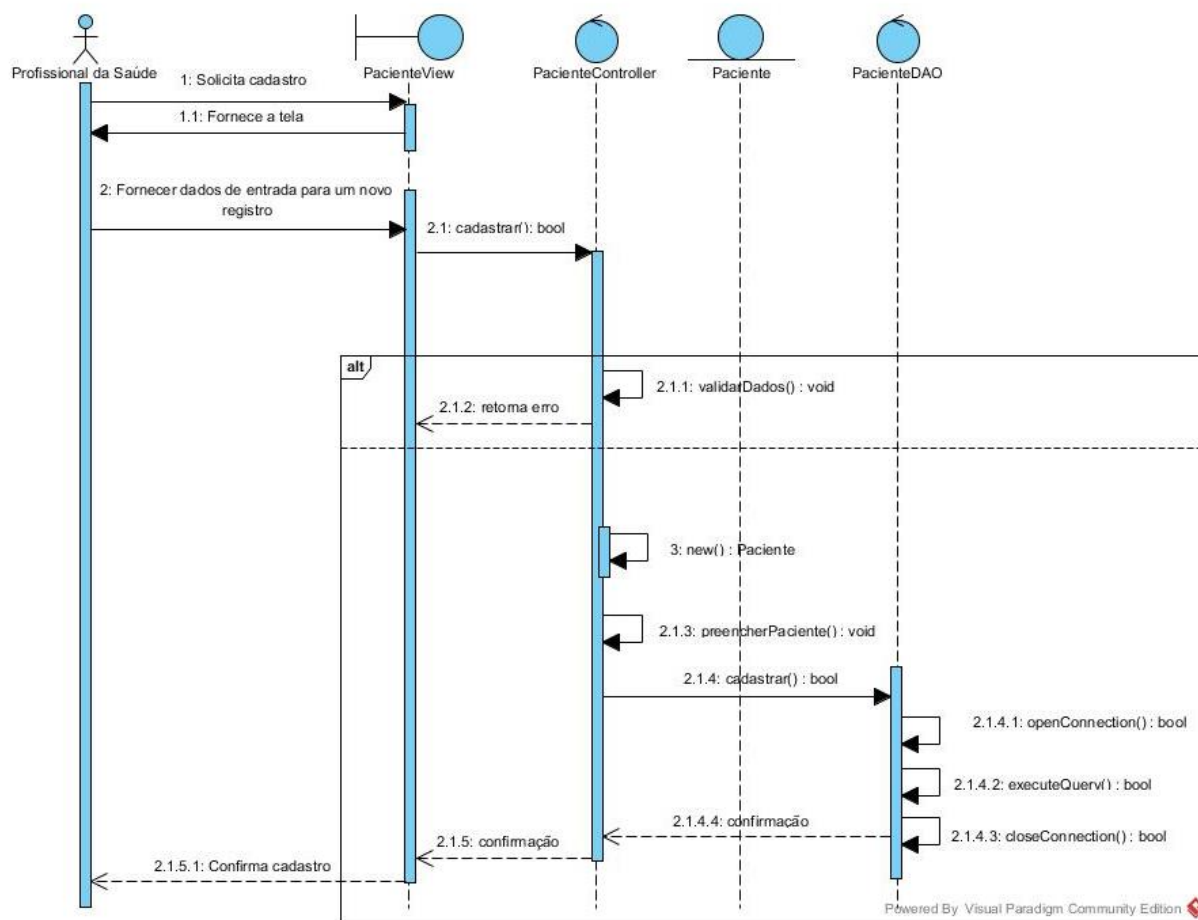 Profissional da Saúde
PacienteView
PacienteController
Paciente
PacienteDAO
1: Solicita cadastro
1.1: Fornece a tela
2: Fornecer dados de entrada para um novo
registro
2.1: cadastrar(): bool
alt
2.1.1: validarDados() : void
2.1.2: retorna erro
3: new() : Paciente
2.1.3: preencherPaciente() : void
2.1.4: cadastrar() : bool
2.1.4.1: openConnection() : bool
2.1.4.2: executeQuery() : bool
2.1.4.4: confirmação
2.1.4.3: closeConnection() : bool
2.1.5: confirmação
2.1.5.1: Confirma cadastro
Powered By Visual Paradigm Community Edition